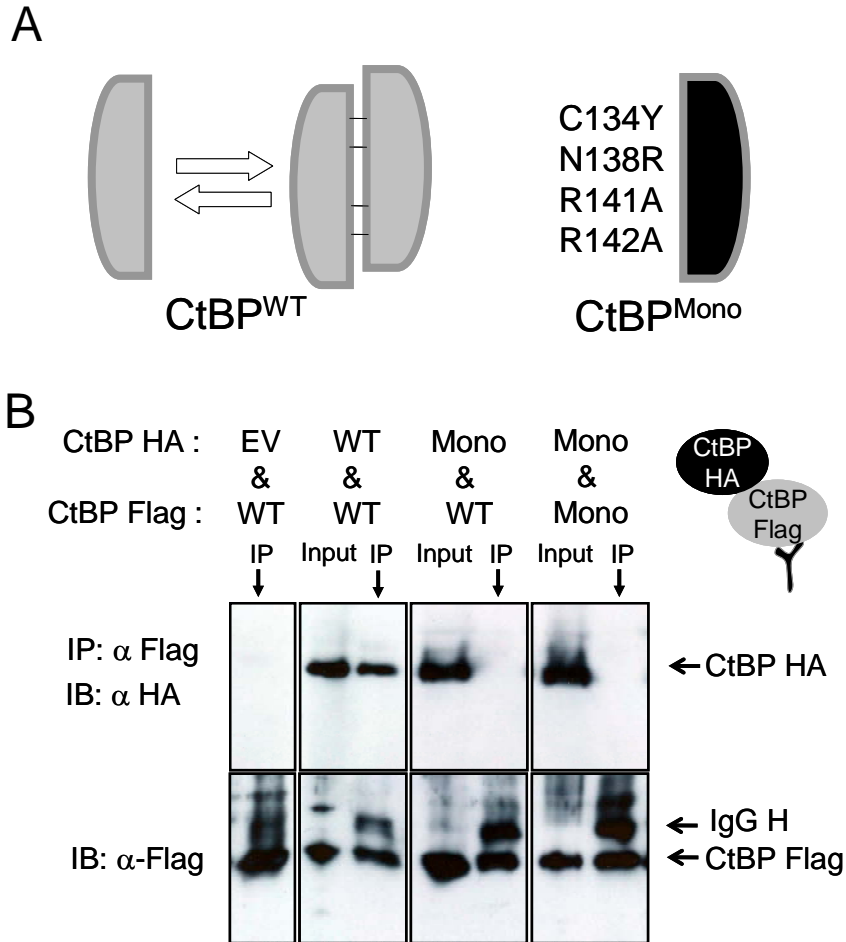 A
C134Y
N138R
R141A
R142A
CtBPWT
CtBPMono
B
CtBP HA : EV WT Mono Mono
& & & &
CtBP Flag : WT WT WT Mono
IP Input IP Input IP Input IP
CtBP
HA
CtBP
Flag
IP: α Flag
IB: α HA
CtBP HA
IB: α-Flag
IgG H
CtBP Flag